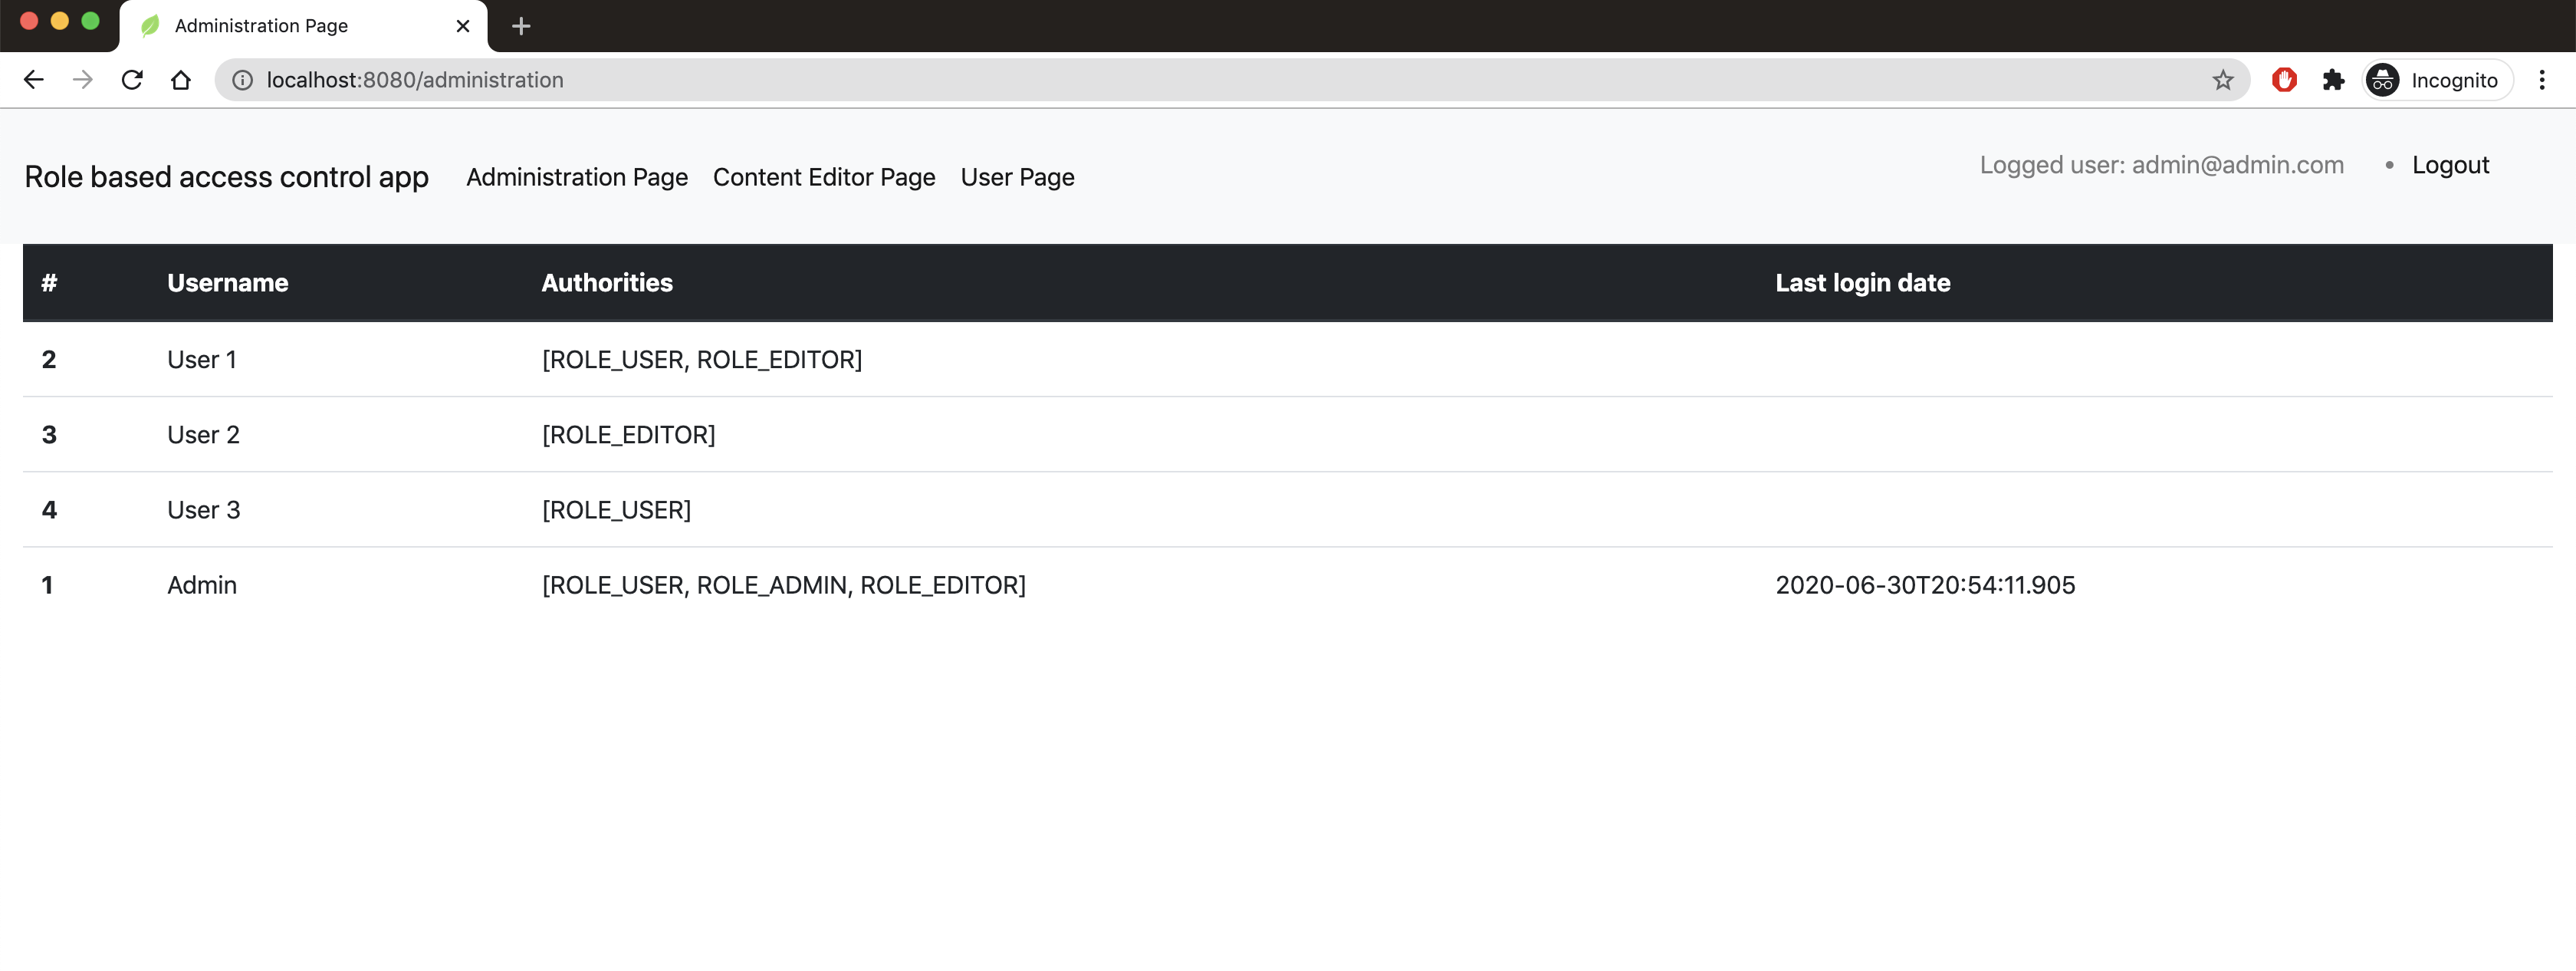 Administration Page
localhost:8080/administration
Incognito
Role based access control app Administration Page Content Editor Page User Page
Logged user: admin@admin.com • Logout
# Username Authorities Last login date
2 User 1 [ROLE_USER, ROLE_EDITOR]
3 User 2 [ROLE_EDITOR]
4 User 3 [ROLE_USER]
1 Admin [ROLE_USER, ROLE_ADMIN, ROLE_EDITOR] 2020-06-30T20:54:11.905